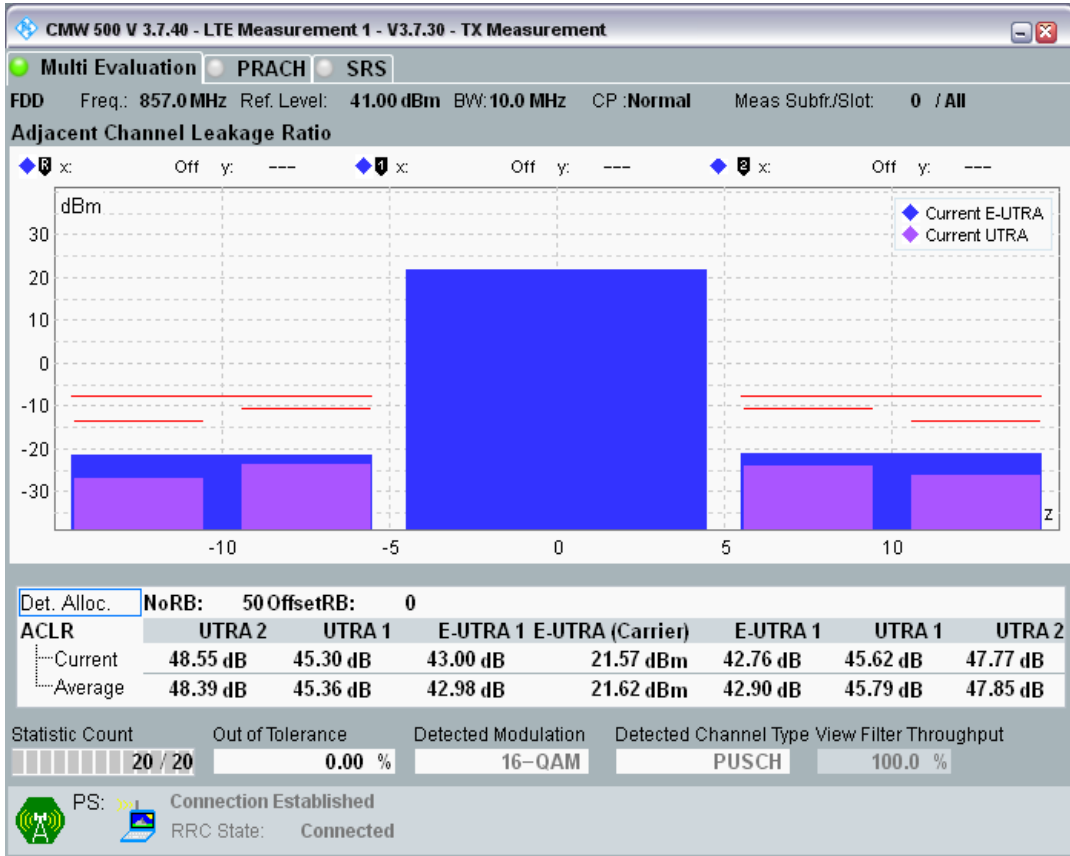 CMW 500 V 3.7.40 - LTE Measurement 1 - V3.7.30 - TX Measurement
Multi Evaluation PRACH SRS
FDD Freq.: 857.0 MHz Ref. Level: 41.00 dBm BW: 10.0 MHz CP :Normal Meas Subfr./Slot: 0 / All
Adjacent Channel Leakage Ratio
R x: Off y: --- 1 x: Off y: --- 2 x: Off y: ---
dBm
Current E-UTRA
Current UTRA
30
20
10
0
-10
-20
-30
z
-10 -5 0 5 10
Det. Alloc. NoRB: 50 OffsetRB: 0
ACLR UTRA 2 UTRA 1 E-UTRA 1 E-UTRA (Carrier) E-UTRA 1 UTRA 1 UTRA 2
Current 48.55 dB 45.30 dB 43.00 dB 21.57 dBm 42.76 dB 45.62 dB 47.77 dB
Average 48.39 dB 45.36 dB 42.98 dB 21.62 dBm 42.90 dB 45.79 dB 47.85 dB
Statistic Count Out of Tolerance Detected Modulation Detected Channel Type View Filter Throughput
20 / 20 0.00 % 16-QAM PUSCH 100.0 %
PS: Connection Established
RRC State: Connected